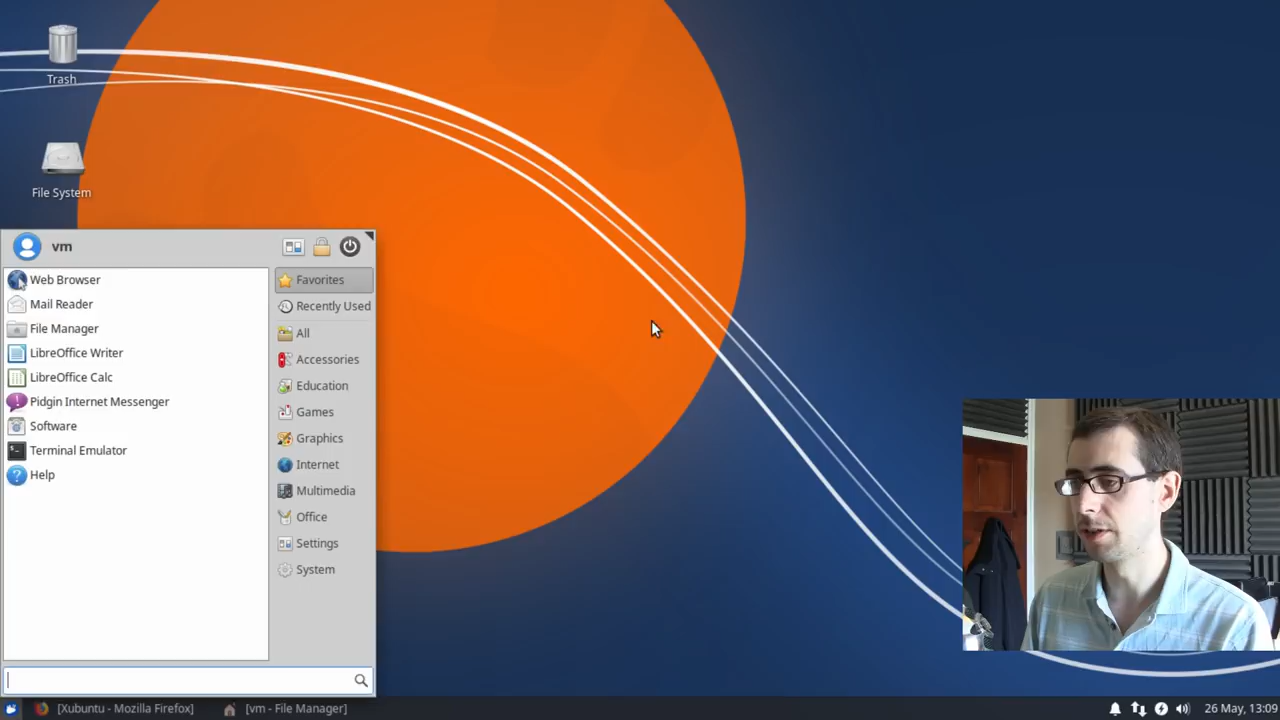 Trash
File System
vm
Web Browser
Mail Reader
File Manager
LibreOffice Writer
LibreOffice Calc
Pidgin Internet Messenger
Software
Terminal Emulator
Help
Favorites
Recently Used
All
Accessories
Education
Games
Graphics
Internet
Multimedia
Office
Settings
System
[Xubuntu - Mozilla Firefox]
[vm - File Manager]
26 May, 13:09